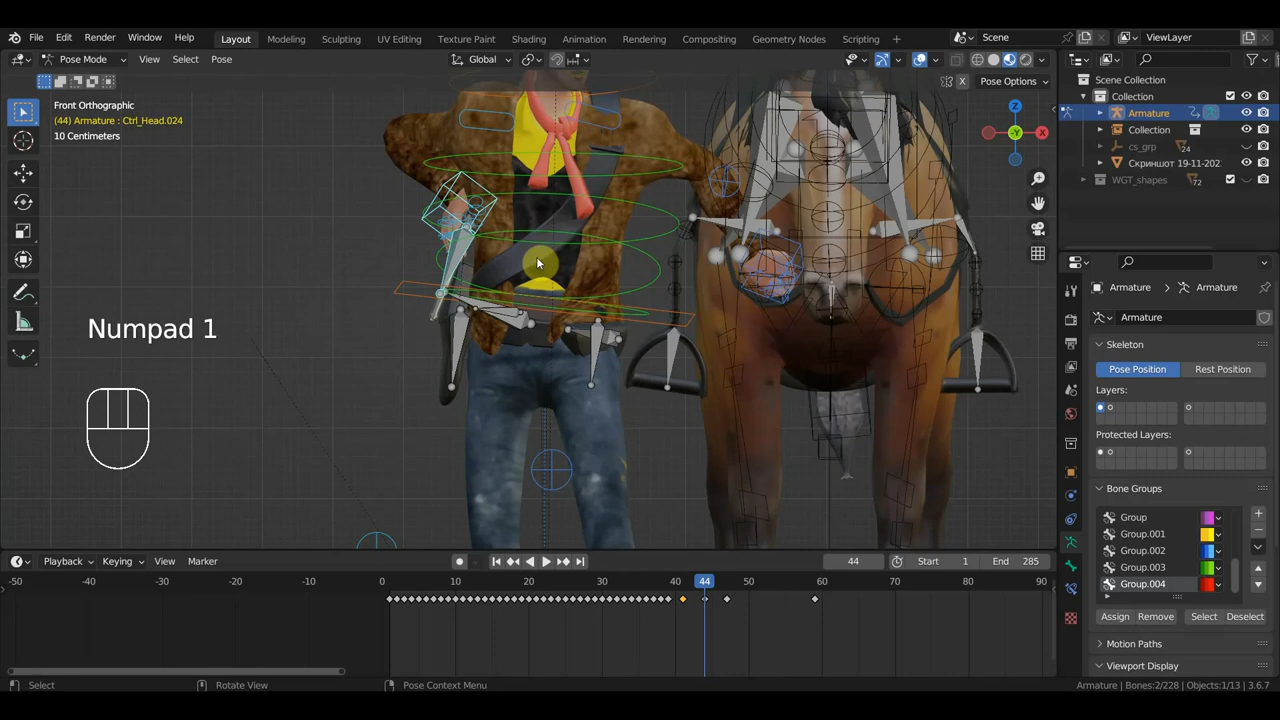 File Edit Render Window Help Layout Modeling Sculpting UV Editing Texture Paint Shading Animation Rendering Compositing Geometry Nodes Scripting + Scene ViewLayer
Pose Mode View Select Pose Global Pose Options
X
Front Orthographic
(44) Armature : Ctrl_Head.024
10 Centimeters
Z
X
-Y
Numpad 1
Scene Collection
Collection
Armature
Collection
cs_grp 24
Скриншот 19-11-202
WGT_shapes 72
Armature > Armature
Armature
Skeleton
Pose Position Rest Position
Layers:
Protected Layers:
Bone Groups
Group
Group.001
Group.002
Group.003
Group.004
Assign Remove Select Deselect
Motion Paths
Viewport Display
Playback Keying View Marker 44 Start 1 End 285
-50 -40 -30 -20 -10 0 10 20 30 40 44 50 60 70 80 90
Select Rotate View Pose Context Menu Armature | Bones:2/228 | Objects:1/13 | 3.6.7